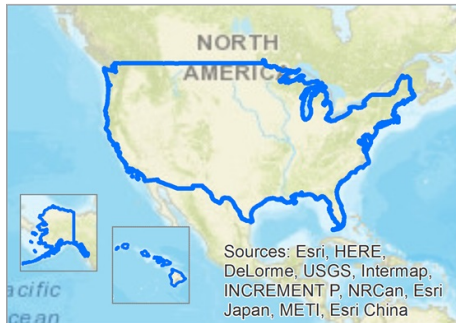 NORTH
AMERICA
Sources: Esri, HERE,
DeLorme, USGS, Intermap,
INCREMENT P, NRCan, Esri
Japan, METI, Esri China
acific
cean